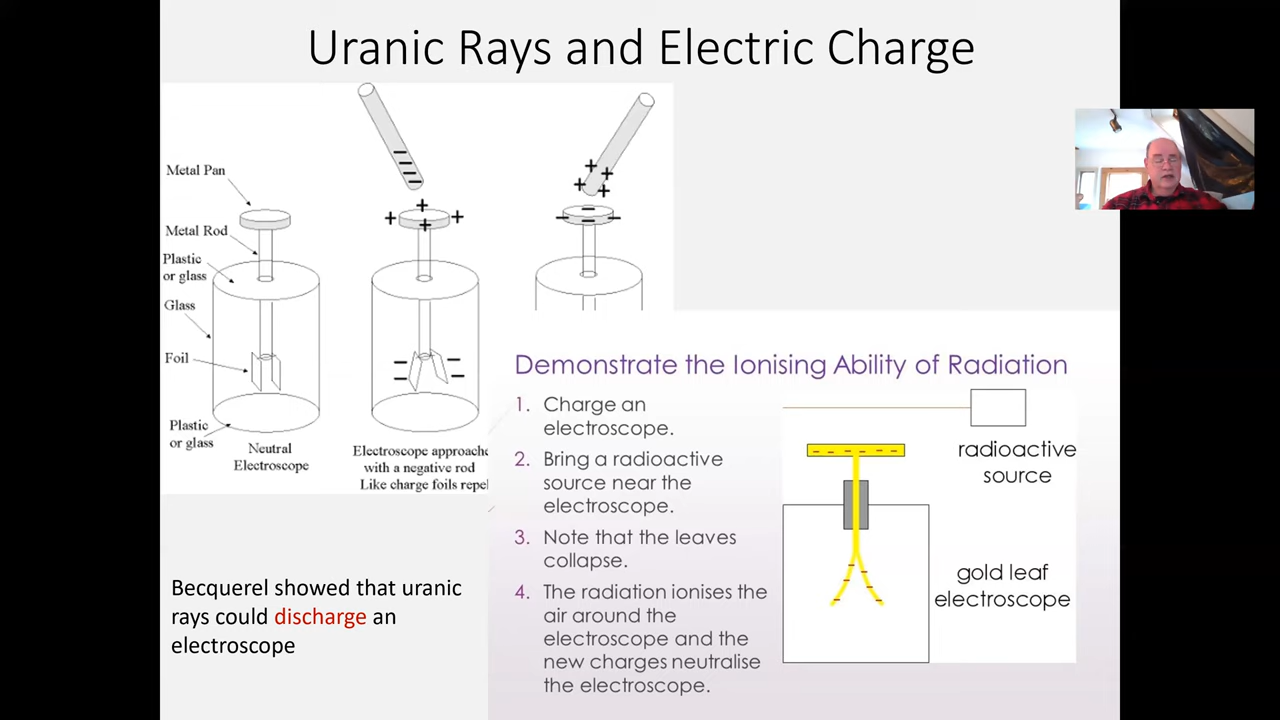 Uranic Rays and Electric Charge
Metal Pan
Metal Rod
Plastic
or glass
Glass
Foil
Plastic
or glass
Neutral
Electroscope
Electroscope
with a negative rod
Like charge foils
Demonstrate the Ionising Ability of Radiation
1. Charge an
electroscope.
2. Bring a radioactive
source near the
electroscope.
3. Note that the leaves
collapse.
4. The radiation ionises the
air around the
electroscope and the
new charges neutralise
the electroscope.
radioactive
source
gold leaf
electroscope
Becquerel showed that uranic
rays could discharge an
electroscope